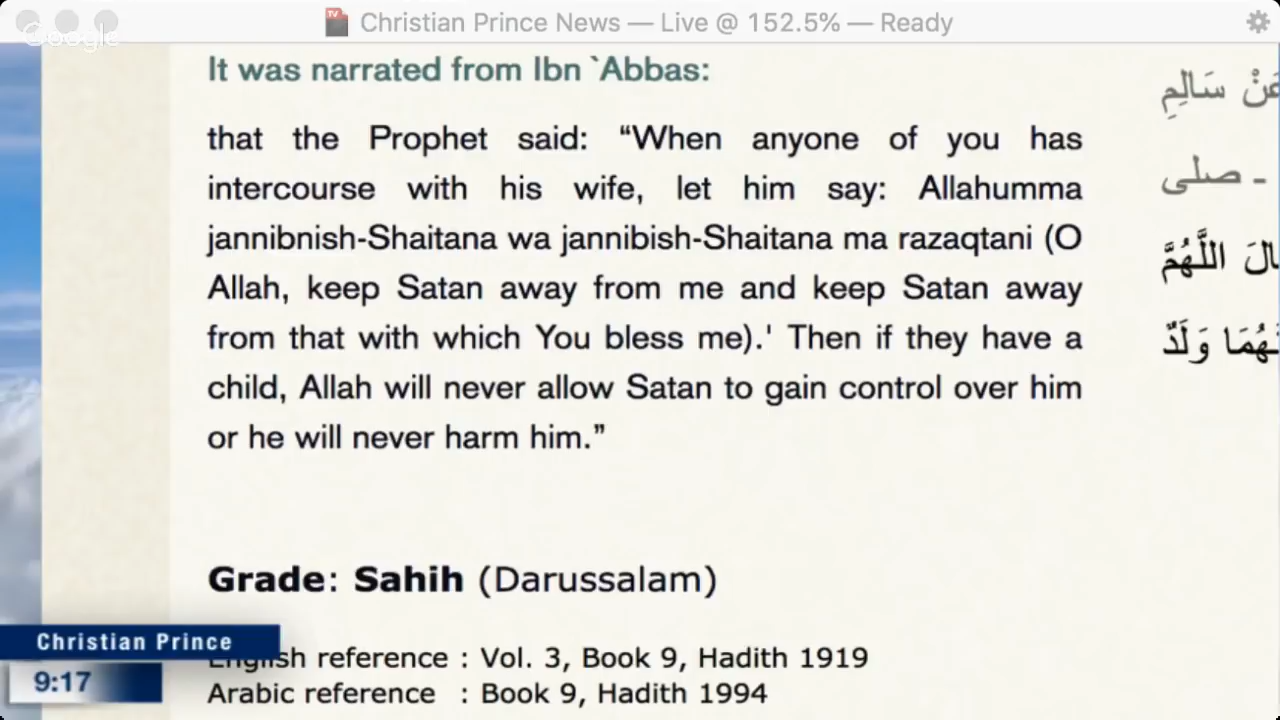 Christian Prince News — Live @ 152.5% — Ready
Google
It was narrated from Ibn `Abbas:
عَنْ سَالِمِ
that the Prophet said: “When anyone of you has
intercourse with his wife, let him say: Allahumma
ـ صلى
jannibnish-Shaitana wa jannibish-Shaitana ma razaqtani (O
اللَّهُمَّ
Allah, keep Satan away from me and keep Satan away
from that with which You bless me).' Then if they have a
وَلَدٌ
child, Allah will never allow Satan to gain control over him
or he will never harm him.”
Grade: Sahih (Darussalam)
Christian Prince
English reference : Vol. 3, Book 9, Hadith 1919
9:17
Arabic reference : Book 9, Hadith 1994